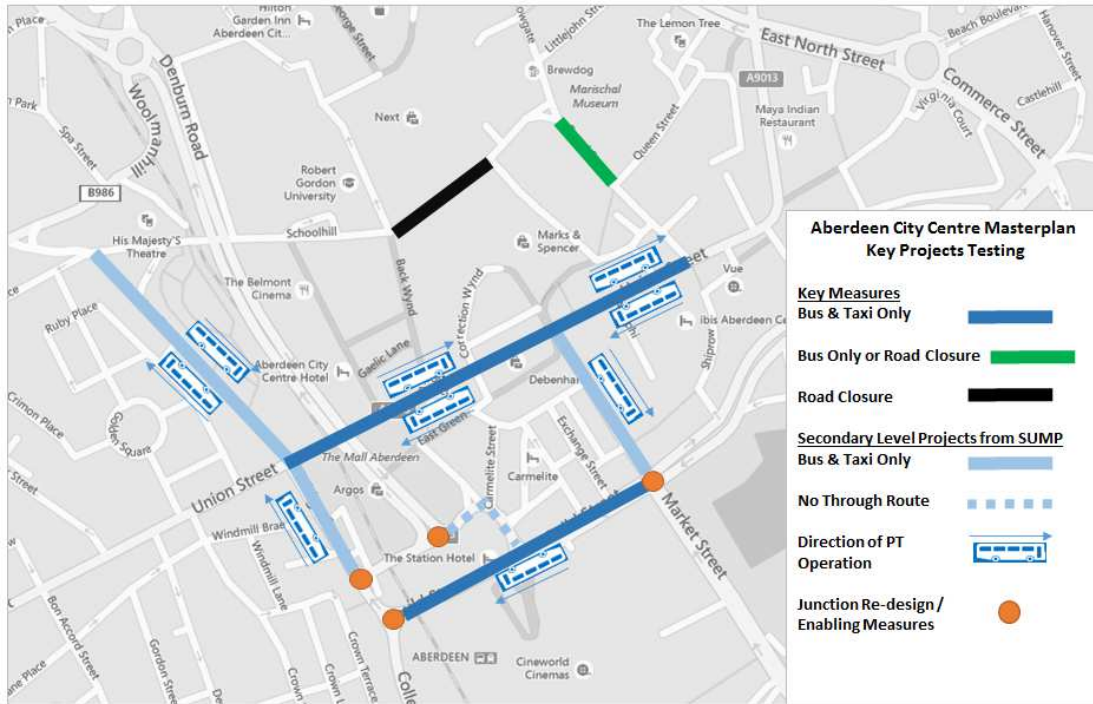 Hilton
Garden Inn
Aberdeen Cit...
George Street
Littlejohn Street
The Lemon Tree
Beach Boulevard
Hanover Street
East North Street
Denburn Road
Woolmanhill
Brewdog
A9013
Marischal
Museum
Castlehill
Commerce Street
Virginia Court
Spa Street
Next
Maya Indian
Restaurant
Queen Street
Robert
Gordon
University
B986
Schoolhill
His Majesty'S
Theatre
Marks &
Spencer
Vue
The Belmont
Cinema
Back Wynd
Correction Wynd
Ruby Place
ibis Aberdeen Ce
Shiprow
Gaelic Lane
Aberdeen City
Centre Hotel
Debenhar
Crimon Place
Golden Square
East Green...
Exchange Street
The Mall Aberdeen
Carmelite Street
Carmelite
Union Street
Argos
Market Street
Windmill Brae
The Station Hotel
Windmill Lane
Bon Accord Street
Gordon Street
Crown Terrace
ABERDEEN
Cineworld
Cinemas
Aberdeen City Centre Masterplan
Key Projects Testing
Key Measures
Bus & Taxi Only
Bus Only or Road Closure
Road Closure
Secondary Level Projects from SUMP
Bus & Taxi Only
No Through Route
Direction of PT
Operation
Junction Re-design /
Enabling Measures